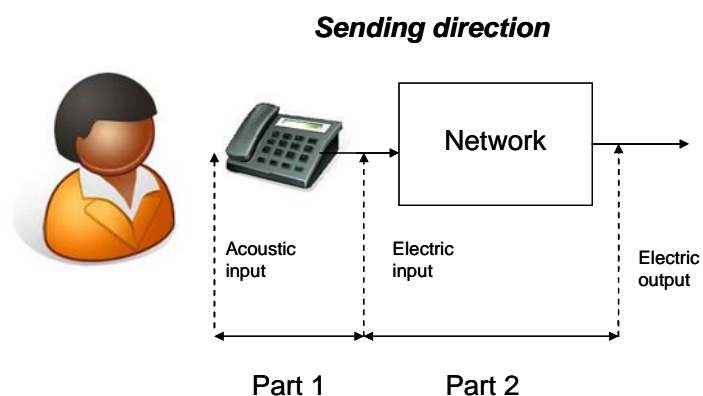 Sending direction
Network
Acoustic
input
Electric
input
Electric
output
Part 1
Part 2